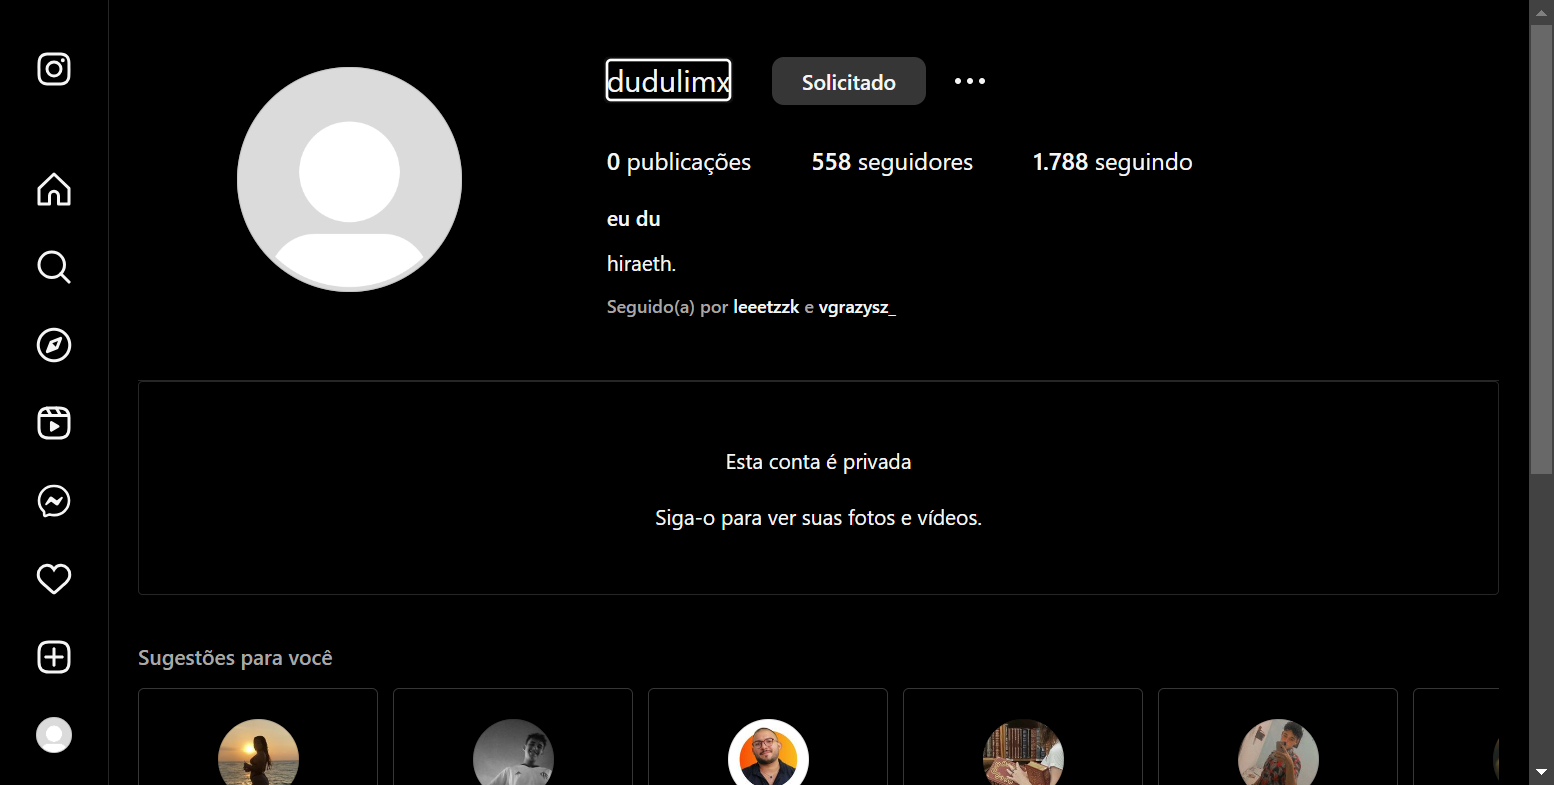 dudulimx Solicitado
0 publicações 558 seguidores 1.788 seguindo
eu du
hiraeth.
Seguido(a) por leeetzzk e vgrazysz_
Esta conta é privada
Siga-o para ver suas fotos e vídeos.
Sugestões para você